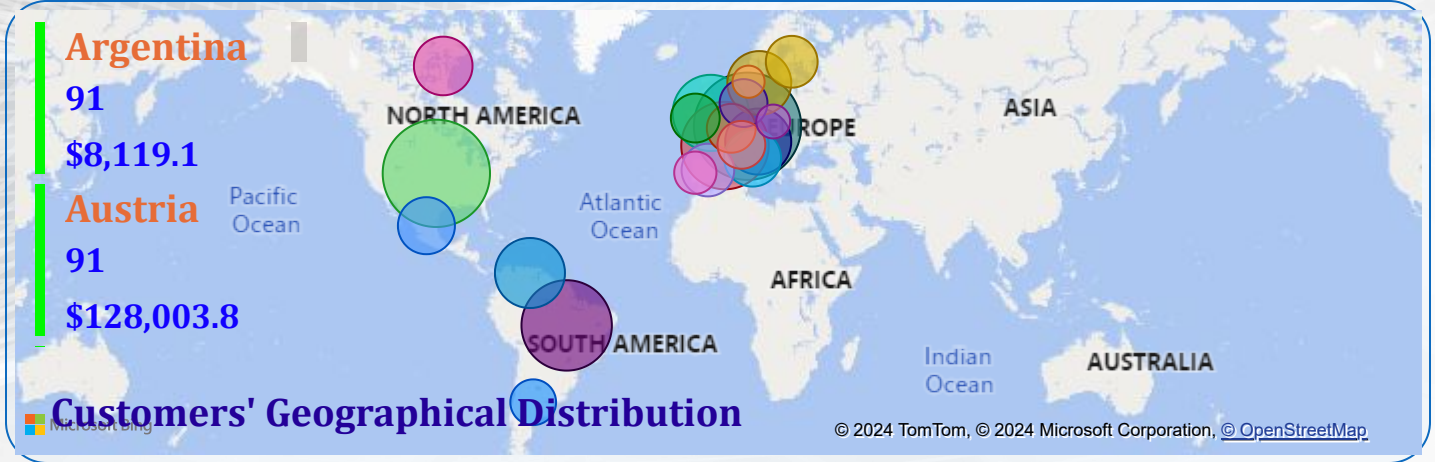 Argentina
91
$8,119.1
Austria
91
$128,003.8
NORTH AMERICA
EUROPE
ASIA
Pacific
Ocean
Atlantic
Ocean
AFRICA
SOUTH AMERICA
Indian
Ocean
AUSTRALIA
Customers' Geographical Distribution
Microsoft Bing
© 2024 TomTom, © 2024 Microsoft Corporation, © OpenStreetMap